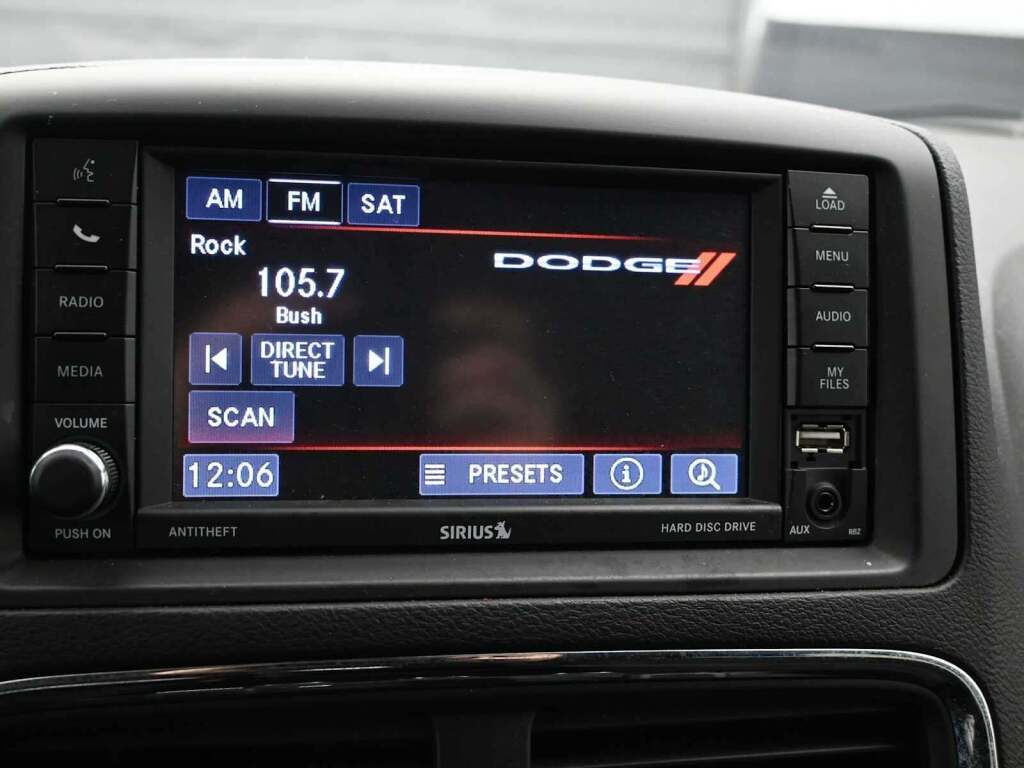 AM FM SAT
Rock
105.7
Bush
DIRECT
TUNE
SCAN
12:06
PRESETS
DODGE
RADIO
MEDIA
VOLUME
PUSH ON
ANTITHEFT
SIRIUS
HARD DISC DRIVE
LOAD
MENU
AUDIO
MY
FILES
AUX
RBZ